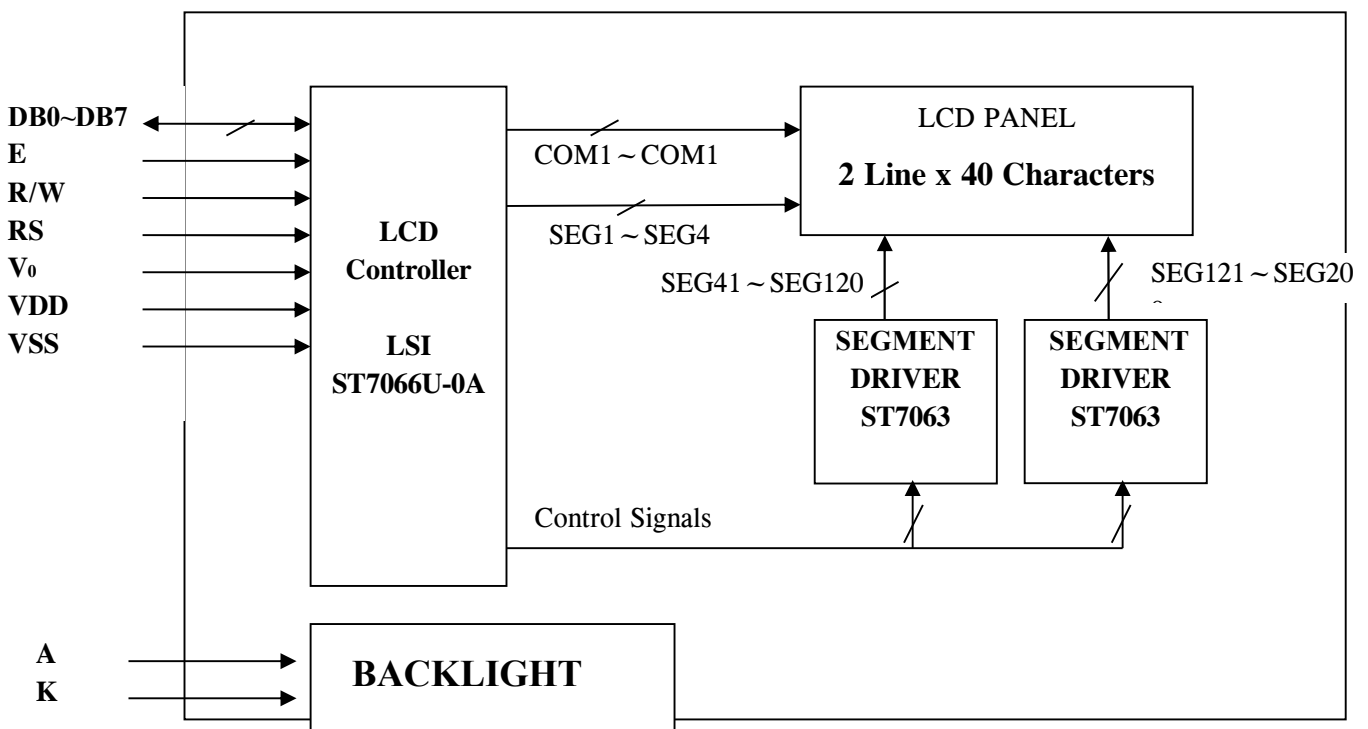 DB0~DB7
E
R/W
RS
V0
VDD
VSS
LCD
Controller
LSI
ST7066U-0A
COM1 ~ COM1
SEG1 ~ SEG4
LCD PANEL
2 Line x 40 Characters
SEG41 ~ SEG120
SEG121 ~ SEG20
SEGMENT
DRIVER
ST7063
SEGMENT
DRIVER
ST7063
Control Signals
A
K
BACKLIGHT